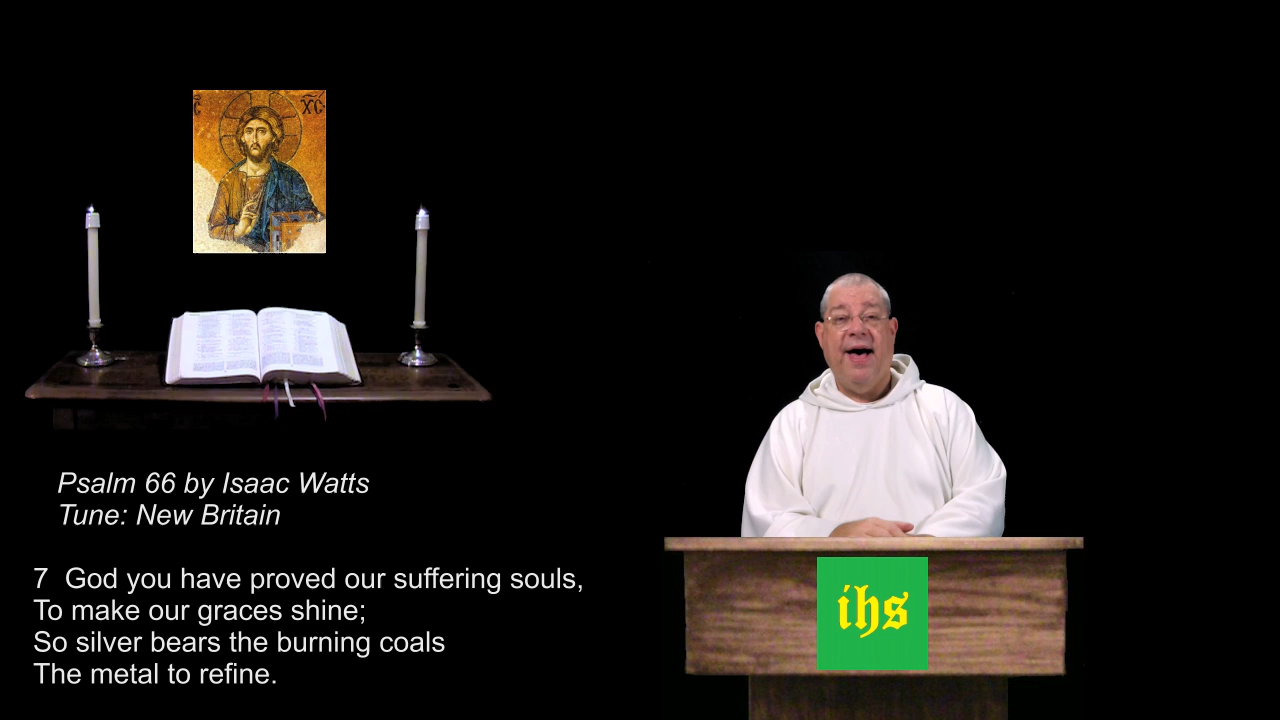 XC
Psalm 66 by Isaac Watts
Tune: New Britain
7 God you have proved our suffering souls,
To make our graces shine;
So silver bears the burning coals
The metal to refine.
ihs